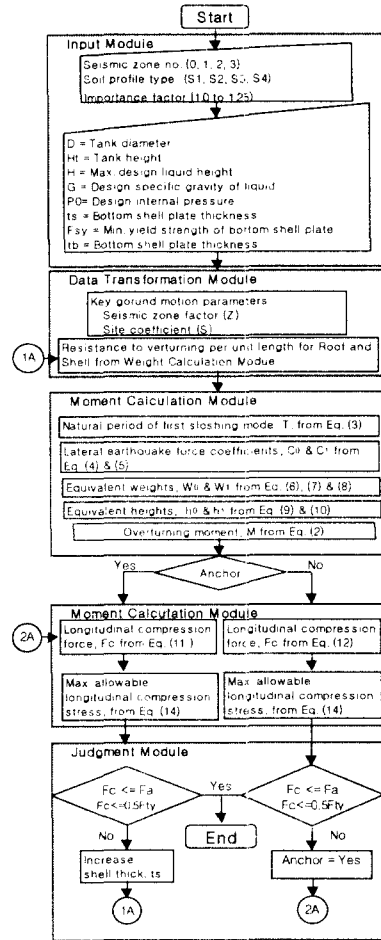 Start
Input Module
Seismic zone no. (0, 1, 2, 3)
Soil profile type (S1, S2, S3, S4)
Importance factor (1.0 to 1.25)
D = Tank diameter
Ht = Tank height
H = Max. design liquid height
G = Design specific gravity of liquid
P0= Design internal pressure
ts = Bottom shell plate thickness
Fsy = Min. yield strength of bottom shell plate
tb = Bottom shell plate thickness
Data Transformation Module
Key gorund motion parameters
Seismic zone factor (Z)
Site coefficient (S)
1A
Resistance to verturning per unit length for Roof and
Shell from Weight Calculation Modue
Moment Calculation Module
Natural period of first sloshing mode, T, from Eq. (3)
Lateral earthquake force coefficients, C0 & C1 from
Eq. (4) & (5)
Equivalent weights, W0 & W1 from Eq. (6), (7) & (8)
Equivalent heights, h0 & h1 from Eq. (9) & (10)
Overturning moment, M from Eq. (2)
Yes
Anchor
No
Moment Calculation Module
2A
Longitudinal compression
force, Fc from Eq. (11)
Longitudinal compression
force, Fc from Eq. (12)
Max allowable
longitudinal compression
stress, from Eq. (14)
Max allowable
longitudinal compression
stress, from Eq. (14)
Judgment Module
Fc <= Fa
Fc<=0.5Fty
Yes
Fc <= Fa
Fc<=0.5Fty
End
No
No
Increase
shell thick, ts
Anchor = Yes
1A
2A